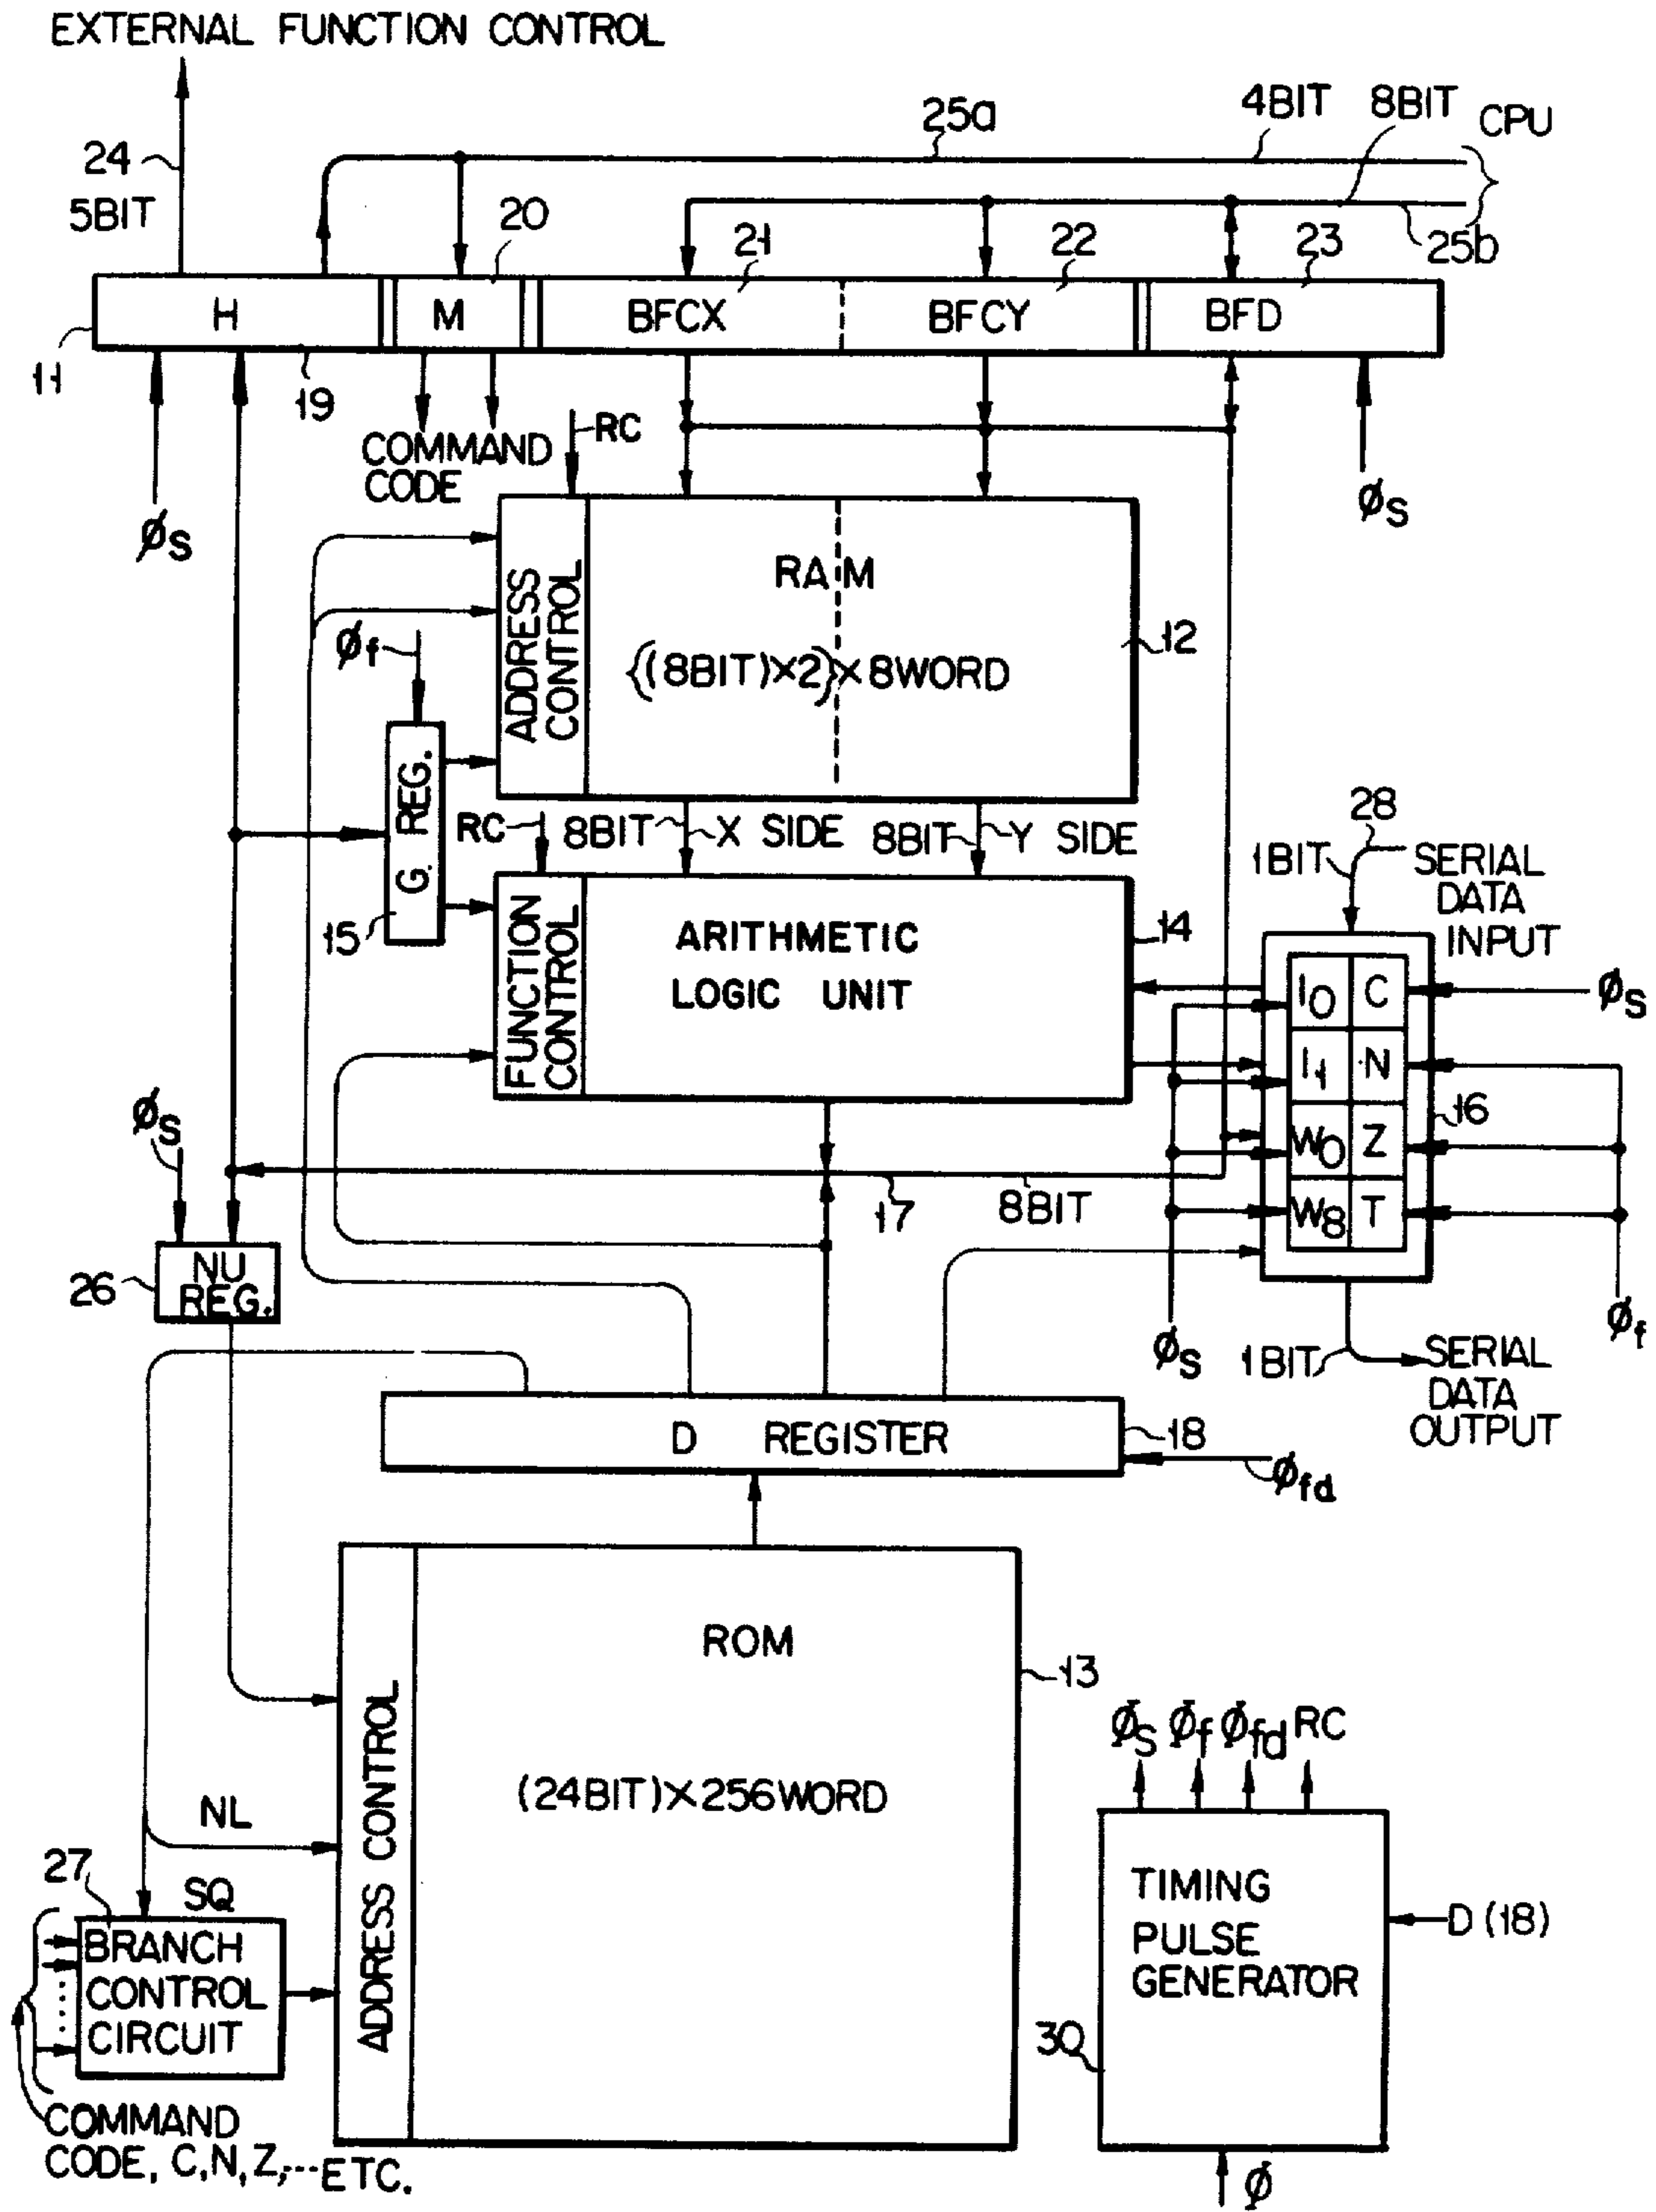 EXTERNAL FUNCTION CONTROL
24
5BIT
25a
4BIT
8BIT
CPU
25b
20
21
22
23
H
M
BFCX
BFCY
BFD
11
19
COMMAND
CODE
RC
φS
φS
ADDRESS
CONTROL
RAM
{(8BIT)×2}×8WORD
12
φf
G. REG.
15
RC
8BIT
X SIDE
8BIT
Y SIDE
FUNCTION
CONTROL
ARITHMETIC
LOGIC UNIT
14
28
1BIT
SERIAL
DATA
INPUT
I0
C
φS
I1
N
W0
Z
16
W8
T
φS
φf
1BIT
SERIAL
DATA
OUTPUT
φS
17
8BIT
26
NU
REG.
D REGISTER
18
φfd
ADDRESS CONTROL
ROM
(24BIT)×256WORD
13
NL
27
SQ
BRANCH
CONTROL
CIRCUIT
COMMAND
CODE, C,N,Z,---ETC.
φS φf φfd RC
TIMING
PULSE
GENERATOR
D (18)
30
φ